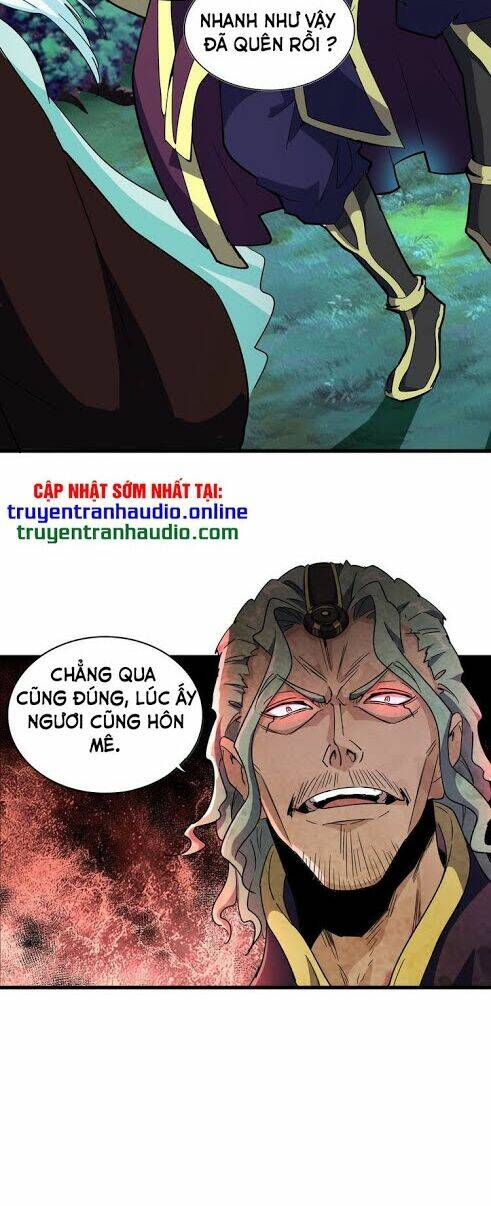 NHANH NHƯ VẬY
ĐÃ QUÊN RỒI ?
CẬP NHẬT SỚM NHẤT TẠI:
truyentranhaudio.online
truyentranhaudio.com
CHẲNG QUA
CŨNG ĐÚNG, LÚC ẤY
NGƯƠI CŨNG HÔN
MÊ.